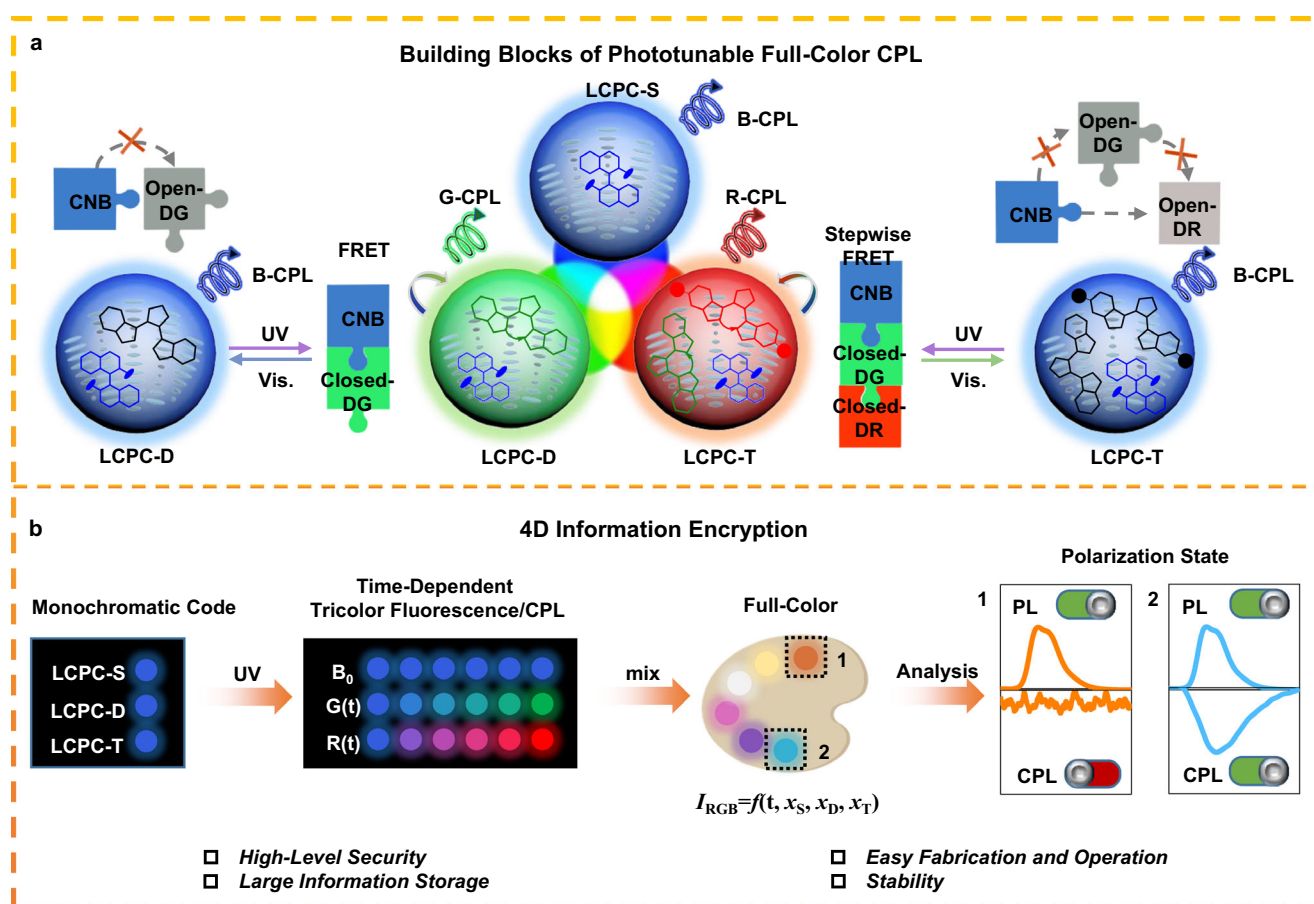 a
Building Blocks of Phototunable Full-Color CPL
LCPC-S
B-CPL
Open-
DG
CNB
Open-
DG
G-CPL
R-CPL
CNB
Open-
DR
B-CPL
FRET
Stepwise
FRET
B-CPL
UV
Vis.
CNB
Closed-
DG
CNB
Closed-
DG
Closed-
DR
UV
Vis.
LCPC-D
LCPC-D
LCPC-T
LCPC-T
b
4D Information Encryption
Monochromatic Code
LCPC-S
LCPC-D
LCPC-T
UV
Time-Dependent
Tricolor Fluorescence/CPL
B0
G(t)
R(t)
mix
Full-Color
1
2
IRGB=f(t, xS, xD, xT)
Analysis
Polarization State
1
PL
CPL
2
PL
CPL
High-Level Security
Large Information Storage
Easy Fabrication and Operation
Stability